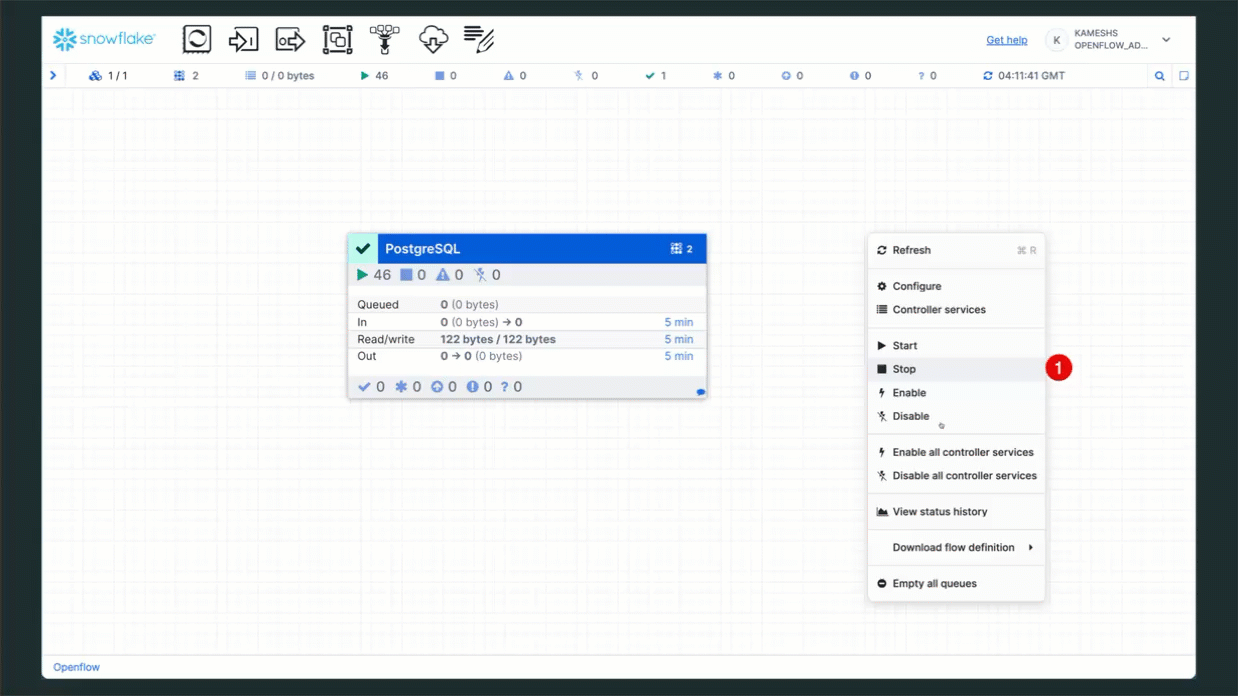 snowflake
Get help
K
KAMESHS
OPENFLOW_AD...
1 / 1
2
0 / 0 bytes
46
0
0
0
1
0
0
0
? 0
04:11:41 GMT
PostgreSQL
2
46
0
0
0
Queued 0 (0 bytes)
In 0 (0 bytes) → 0 5 min
Read/write 122 bytes / 122 bytes 5 min
Out 0 → 0 (0 bytes) 5 min
0
0
0
0
? 0
Refresh ⌘ R
Configure
Controller services
Start
Stop
1
Enable
Disable
Enable all controller services
Disable all controller services
View status history
Download flow definition
Empty all queues
Openflow